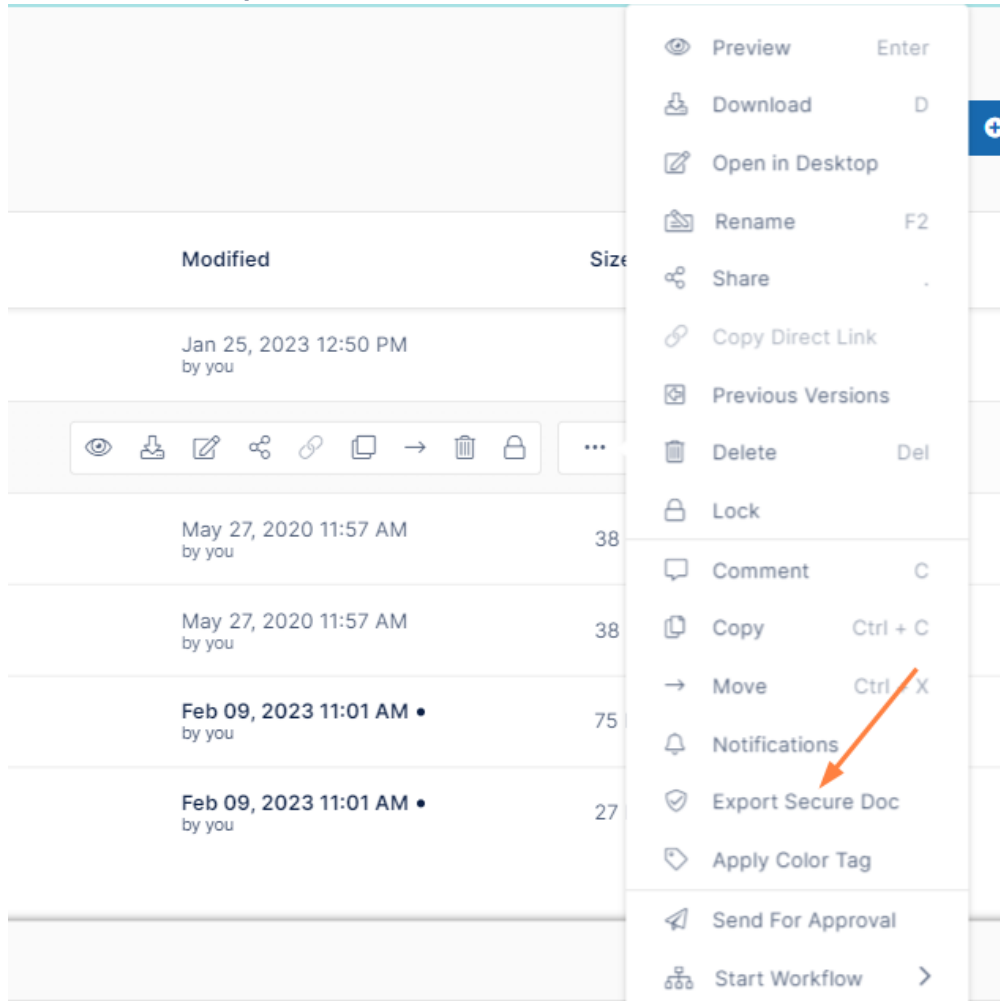 Modified
Size
Jan 25, 2023 12:50 PM
by you
May 27, 2020 11:57 AM
by you
38
May 27, 2020 11:57 AM
by you
38
Feb 09, 2023 11:01 AM •
by you
75
Feb 09, 2023 11:01 AM •
by you
27
Preview Enter
Download D
Open in Desktop
Rename F2
Share .
Copy Direct Link
Previous Versions
Delete Del
Lock
Comment C
Copy Ctrl + C
Move Ctrl + X
Notifications
Export Secure Doc
Apply Color Tag
Send For Approval
Start Workflow